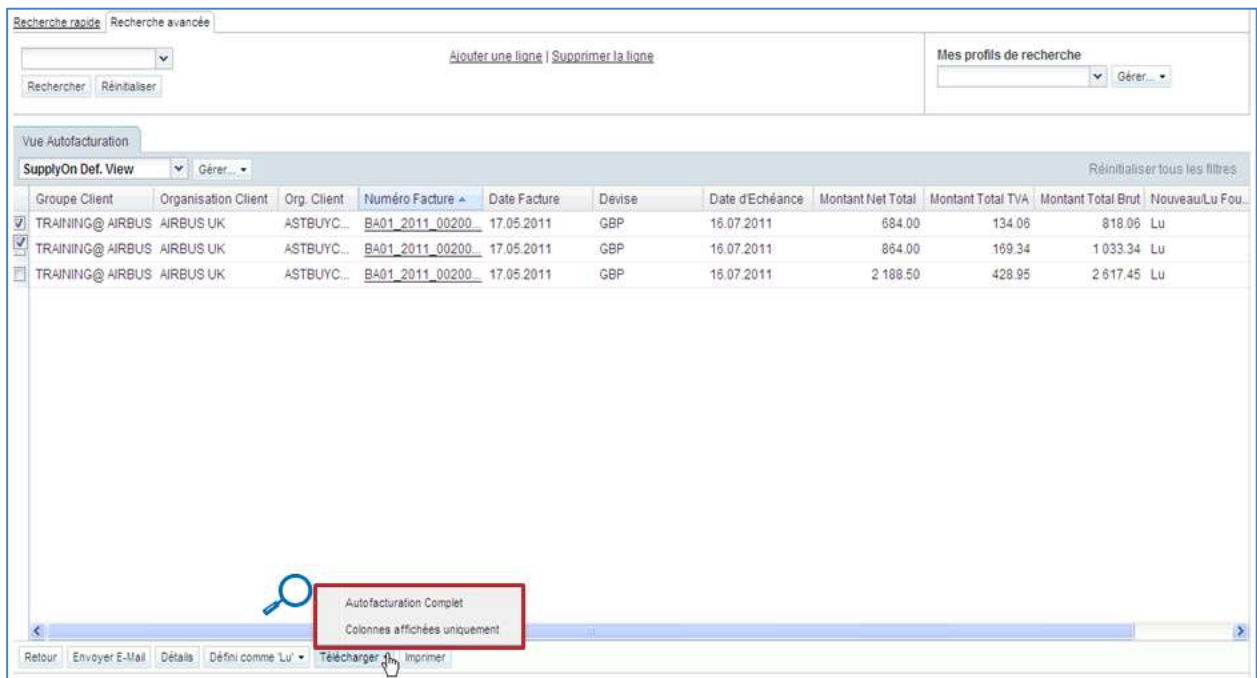 Recherche rapide Recherche avancée
Ajouter une ligne | Supprimer la ligne
Mes profils de recherche
Gérer...
Rechercher Réinitialiser
Vue Autofacturation
SupplyOn Def. View Gérer... Réinitialiser tous les filtres
Groupe Client Organisation Client Org. Client Numéro Facture Date Facture Devise Date d'Echéance Montant Net Total Montant Total TVA Montant Total Brut Nouveau/Lu Fou...
TRAINING@ AIRBUS AIRBUS UK ASTBUYC... BA01_2011_00200... 17.05.2011 GBP 16.07.2011 684.00 134.06 818.06 Lu
TRAINING@ AIRBUS AIRBUS UK ASTBUYC... BA01_2011_00200... 17.05.2011 GBP 16.07.2011 864.00 169.34 1 033.34 Lu
TRAINING@ AIRBUS AIRBUS UK ASTBUYC... BA01_2011_00200... 17.05.2011 GBP 16.07.2011 2 188.50 428.95 2 617.45 Lu
Autofacturation Complet
Colonnes affichées uniquement
Retour Envoyer E-Mail Détails Défini comme 'Lu' Télécharger Imprimer